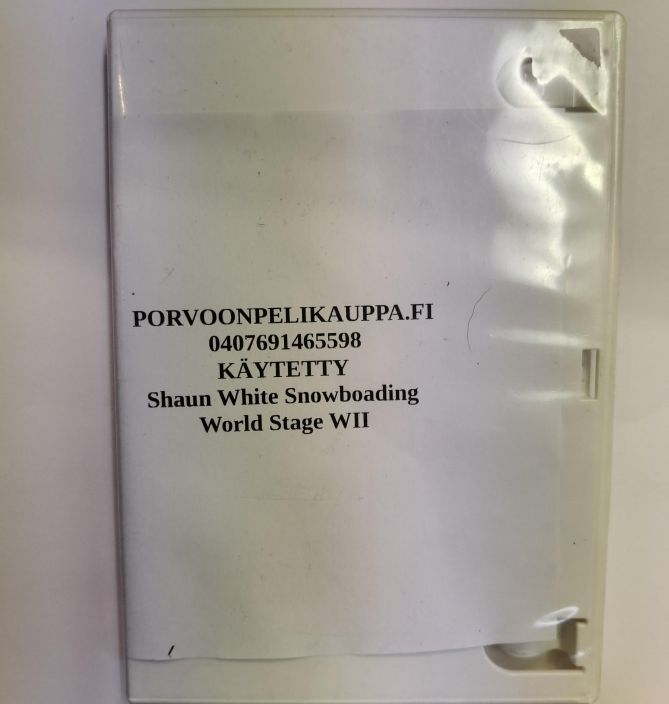 PORVOONPELIKAUPPA.FI
0407691465598
KÄYTETTY
Shaun White Snowboading
World Stage WII